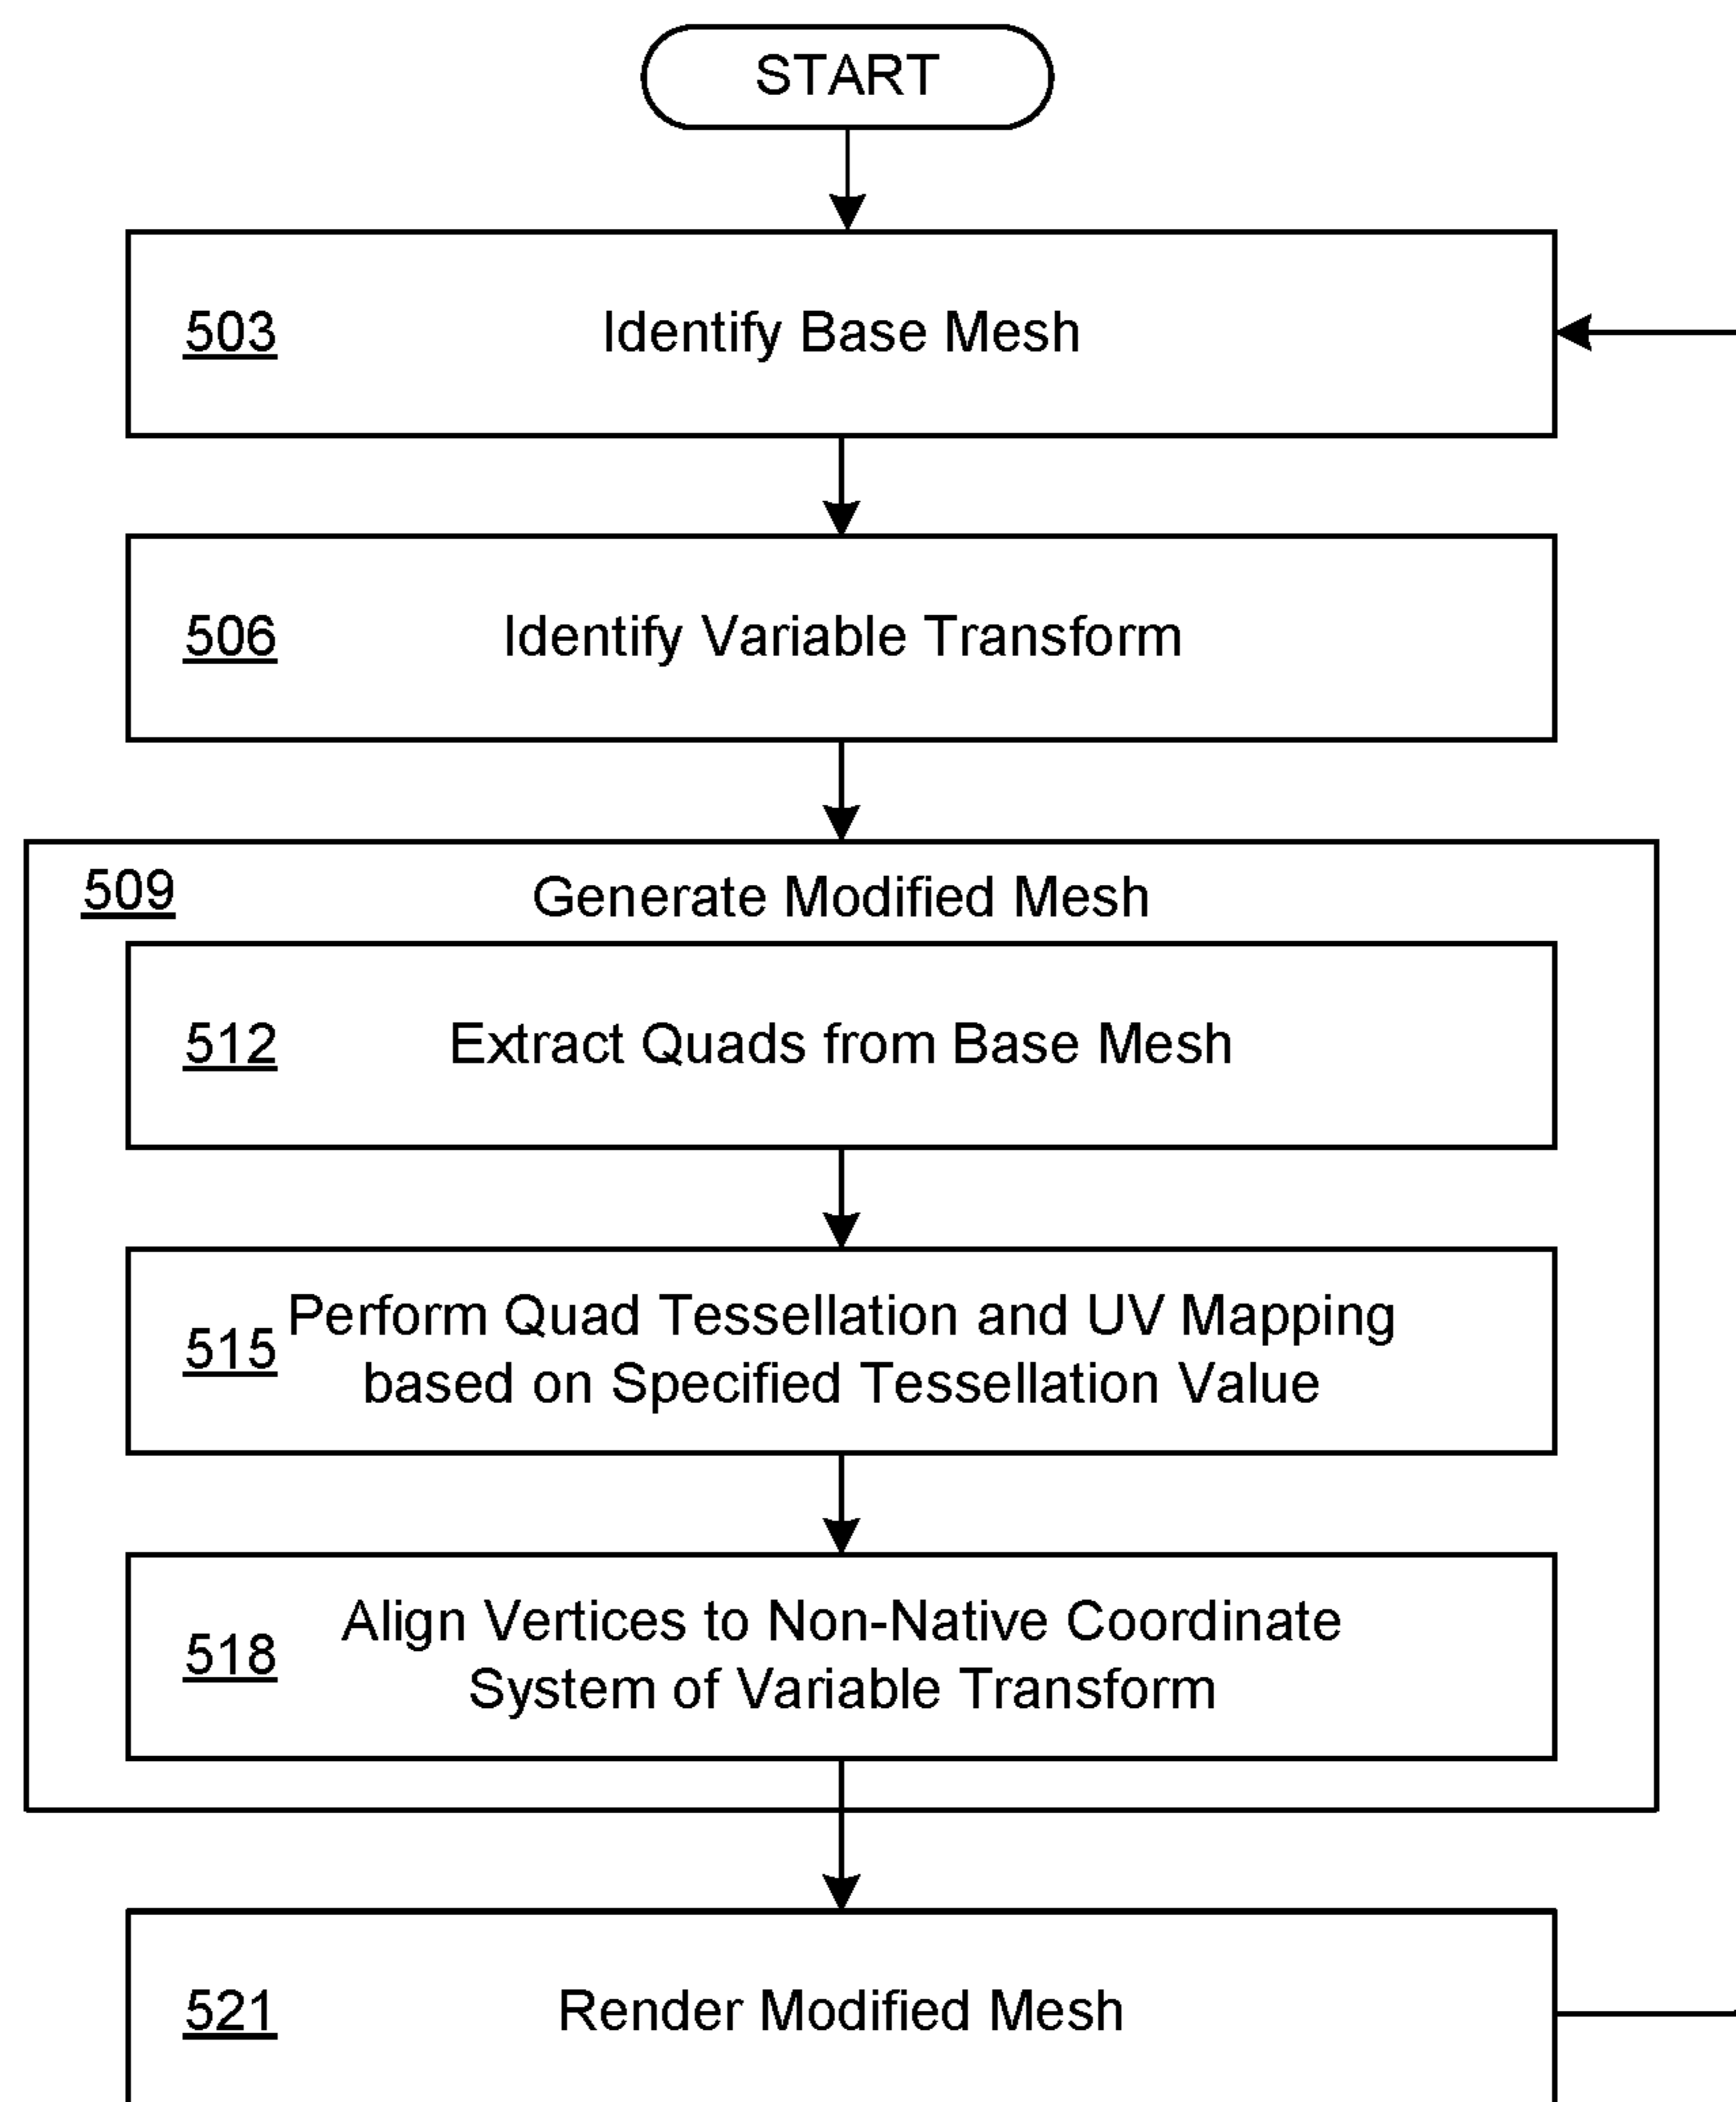 START
503 Identify Base Mesh
506 Identify Variable Transform
509 Generate Modified Mesh
512 Extract Quads from Base Mesh
515 Perform Quad Tessellation and UV Mapping
based on Specified Tessellation Value
518 Align Vertices to Non-Native Coordinate
System of Variable Transform
521 Render Modified Mesh